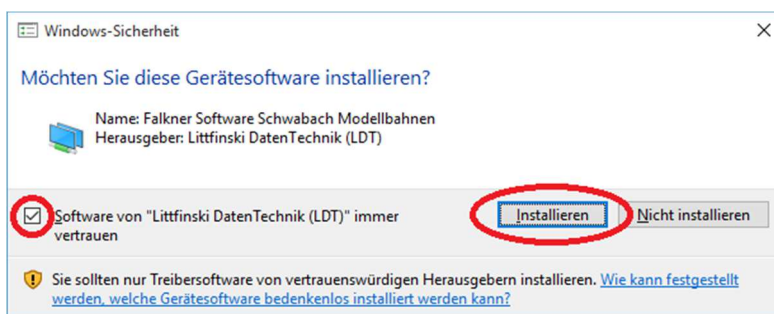 Windows-Sicherheit
Möchten Sie diese Gerätesoftware installieren?
Name: Falkner Software Schwabach Modellbahnen
Herausgeber: Littfinski DatenTechnik (LDT)
Software von "Littfinski DatenTechnik (LDT)" immer
vertrauen
Installieren
Nicht installieren
Sie sollten nur Treibersoftware von vertrauenswürdigen Herausgebern installieren. Wie kann festgestellt
werden, welche Gerätesoftware bedenkenlos installiert werden kann?